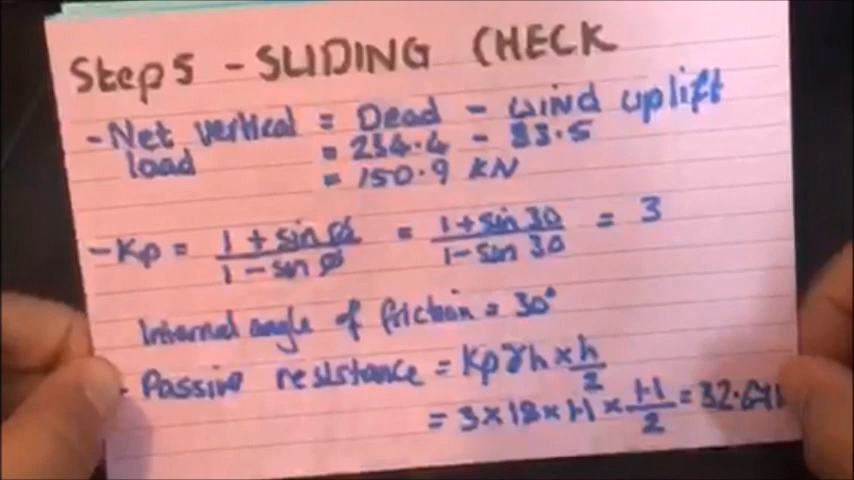 Step 5 - SLIDING CHECK
- Net vertical load = Dead - wind uplift
= 234.4 - 83.5
= 150.9 KN
- Kp = (1 + sin ø)/(1 - sin ø) = (1 + sin 30)/(1 - sin 30) = 3
Internal angle of friction = 30°
- Passive resistance = Kp γ h × h/2
= 3 × 18 × 1.1 × 1.1/2 =